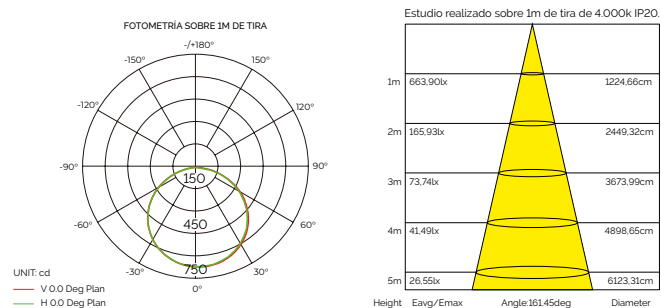 FOTOMETRÍA SOBRE 1M DE TIRA
-/+180°
-150° 150°
-120° 120°
-90° 90°
-60° 60°
-30° 30°
0°
150
450
750
UNIT: cd
V 0.0 Deg Plan
H 0.0 Deg Plan
Estudio realizado sobre 1m de tira de 4.000k IP20.
1m 663,90lx 1224,66cm
2m 165,93lx 2449,32cm
3m 73,74lx 3673,99cm
4m 41,49lx 4898,65cm
5m 26,55lx 6123,31cm
Height Eavg/Emax Angle:161.45deg Diameter